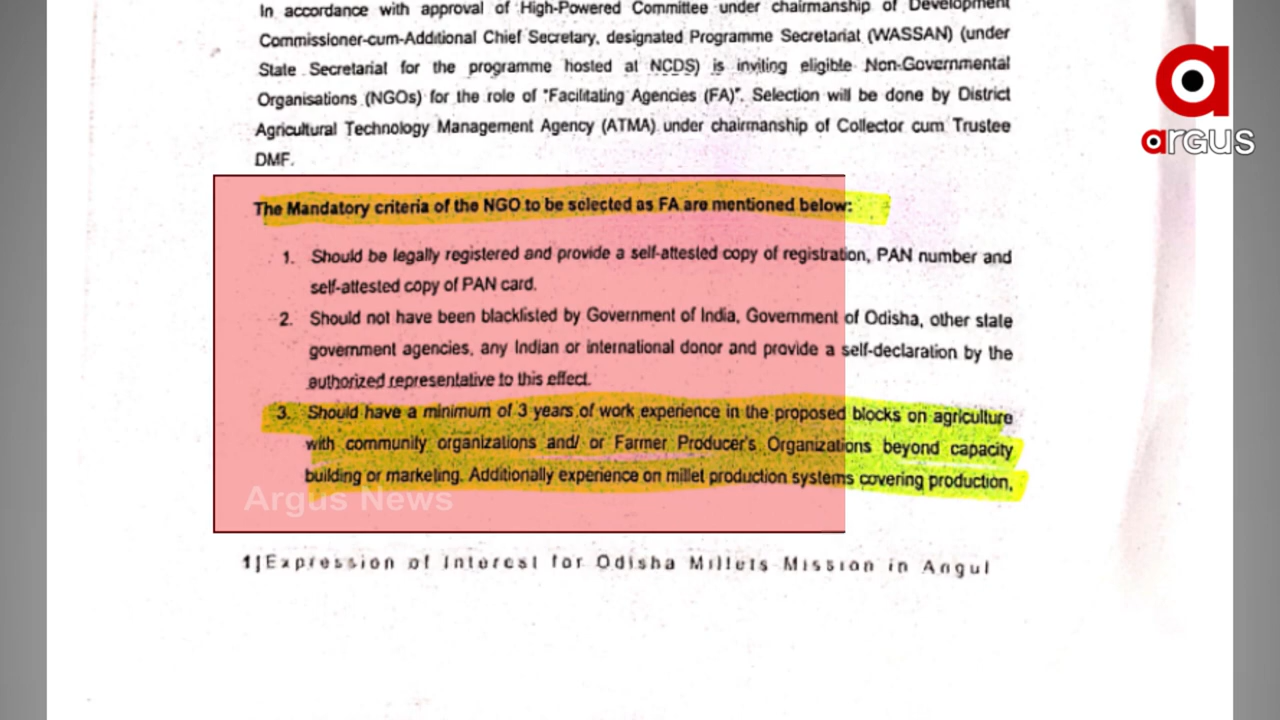 In accordance with approval of High-Powered Committee under chairmanship of Development
Commissioner-cum-Additional Chief Secretary, designated Programme Secretariat (WASSAN) (under
State Secretariat for the programme hosted at NCDS) is inviting eligible Non-Governmental
Organisations (NGOs) for the role of "Facilitating Agencies (FA)". Selection will be done by District
Agricultural Technology Management Agency (ATMA) under chairmanship of Collector cum Trustee
DMF.
The Mandatory criteria of the NGO to be selected as FA are mentioned below:
1. Should be legally registered and provide a self-attested copy of registration, PAN number and
self-attested copy of PAN card.
2. Should not have been blacklisted by Government of India, Government of Odisha, other state
government agencies, any Indian or international donor and provide a self-declaration by the
authorized representative to this effect.
3. Should have a minimum of 3 years of work experience in the proposed blocks on agriculture
with community organizations and/ or Farmer Producer's Organizations beyond capacity
building or marketing. Additionally experience on millet production systems covering production,
Argus News
1|Expression of Interest for Odisha Millets Mission in Angul
a
argus